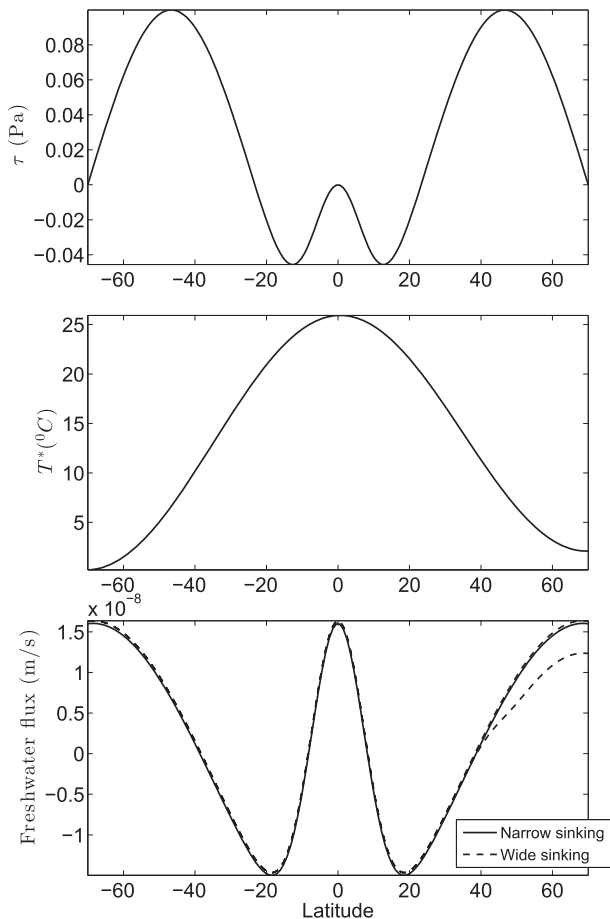 τ (Pa)
0.08
0.06
0.04
0.02
0
−0.02
−0.04
−60 −40 −20 0 20 40 60
T*(⁰C)
25
20
15
10
5
−60 −40 −20 0 20 40 60
x 10⁻⁸
Freshwater flux (m/s)
1.5
1
0.5
0
−0.5
−1
Narrow sinking
Wide sinking
−60 −40 −20 0 20 40 60
Latitude